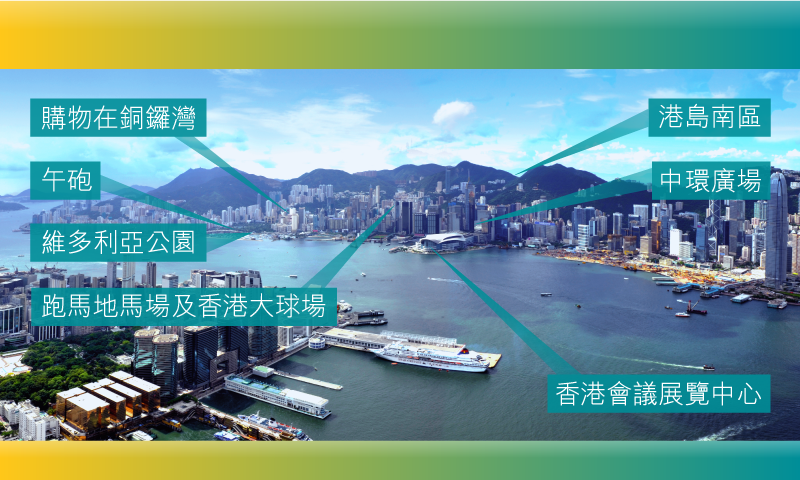 購物在銅鑼灣
午砲
維多利亞公園
跑馬地馬場及香港大球場
港島南區
中環廣場
香港會議展覽中心